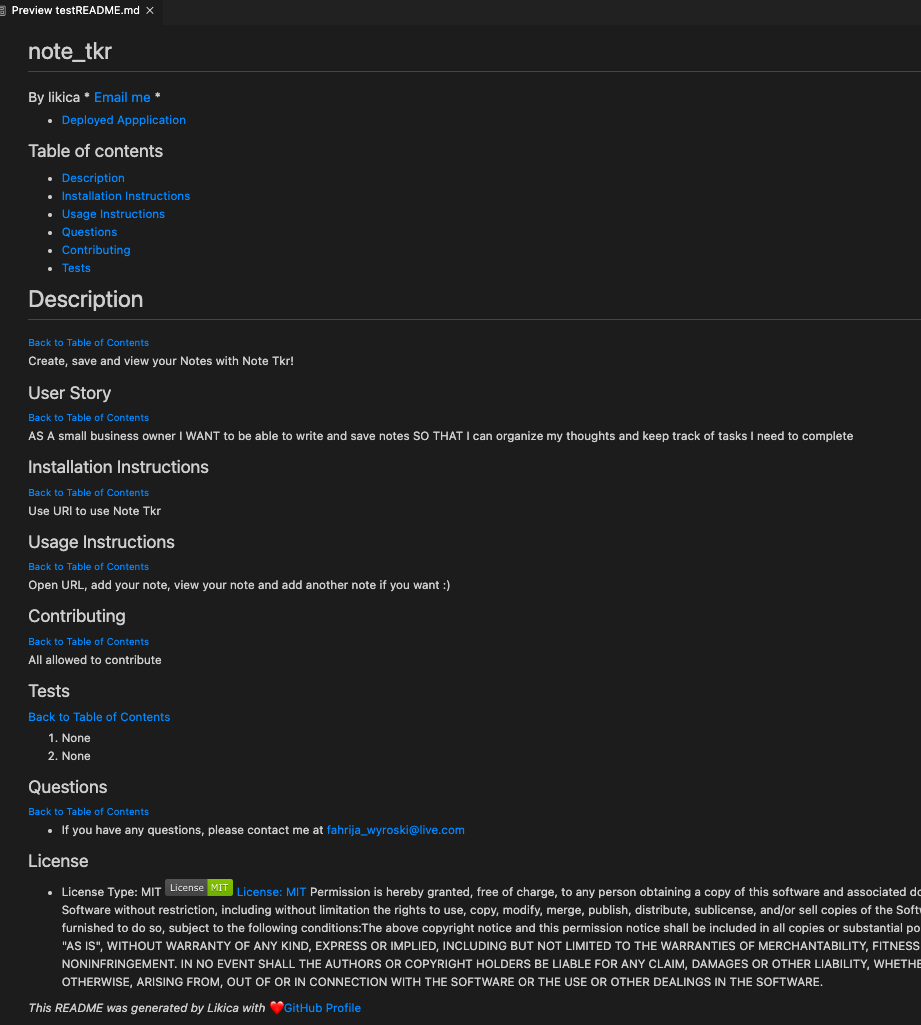 Preview testREADME.md ×
note_tkr
By likica * Email me *
• Deployed Appplication
Table of contents
• Description
• Installation Instructions
• Usage Instructions
• Questions
• Contributing
• Tests
Description
Back to Table of Contents
Create, save and view your Notes with Note Tkr!
User Story
Back to Table of Contents
AS A small business owner I WANT to be able to write and save notes SO THAT I can organize my thoughts and keep track of tasks I need to complete
Installation Instructions
Back to Table of Contents
Use URl to use Note Tkr
Usage Instructions
Back to Table of Contents
Open URL, add your note, view your note and add another note if you want :)
Contributing
Back to Table of Contents
All allowed to contribute
Tests
Back to Table of Contents
1. None
2. None
Questions
Back to Table of Contents
• If you have any questions, please contact me at fahrija_wyroski@live.com
License
• License Type: MIT License MIT License: MIT Permission is hereby granted, free of charge, to any person obtaining a copy of this software and associated do
Software without restriction, including without limitation the rights to use, copy, modify, merge, publish, distribute, sublicense, and/or sell copies of the Soft
furnished to do so, subject to the following conditions:The above copyright notice and this permission notice shall be included in all copies or substantial po
"AS IS", WITHOUT WARRANTY OF ANY KIND, EXPRESS OR IMPLIED, INCLUDING BUT NOT LIMITED TO THE WARRANTIES OF MERCHANTABILITY, FITNESS
NONINFRINGEMENT. IN NO EVENT SHALL THE AUTHORS OR COPYRIGHT HOLDERS BE LIABLE FOR ANY CLAIM, DAMAGES OR OTHER LIABILITY, WHETHE
OTHERWISE, ARISING FROM, OUT OF OR IN CONNECTION WITH THE SOFTWARE OR THE USE OR OTHER DEALINGS IN THE SOFTWARE.
This README was generated by Likica with ❤️GitHub Profile